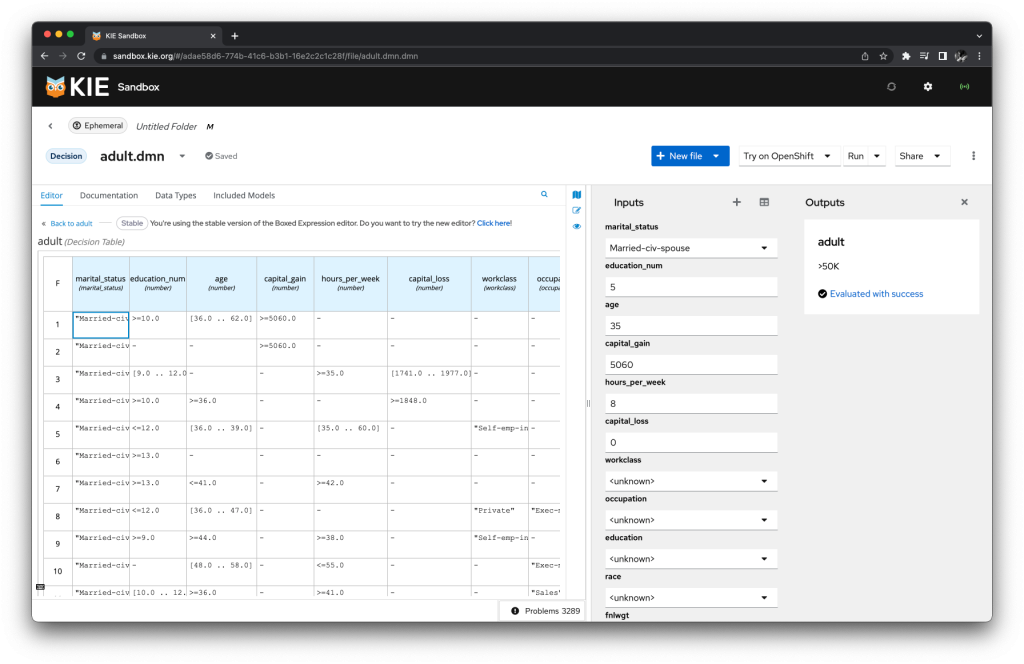 KIE Sandbox
sandbox.kie.org/#/adae58d6-774b-41c6-b3b1-16e2c2c1c28f/file/adult.dmn.dmn
KIE Sandbox
Ephemeral Untitled Folder M
Decision adult.dmn Saved New file Try on OpenShift Run Share
Editor Documentation Data Types Included Models
« Back to adult Stable You're using the stable version of the Boxed Expression editor. Do you want to try the new editor? Click here!
adult (Decision Table)
F marital_status education_num age capital_gain hours_per_week capital_loss workclass occupa
(marital_status) (number) (number) (number) (number) (number) (workclass) (occupa
1 "Married-civ >=10.0 [36.0 .. 62.0] >=5060.0 - - - -
2 "Married-civ - - >=5060.0 - - - -
3 "Married-civ [9.0 .. 12.0 - - >=35.0 [1741.0 .. 1977.0] - -
4 "Married-civ >=10.0 >=36.0 - - >=1848.0 - -
5 "Married-civ <=12.0 [36.0 .. 39.0] - [35.0 .. 60.0] - "Self-emp-in -
6 "Married-civ >=13.0 - - - - - -
7 "Married-civ >=13.0 <=41.0 - >=42.0 - - -
8 "Married-civ <=12.0 [36.0 .. 47.0] - - - "Private" "Exec-
9 "Married-civ >=9.0 >=44.0 - >=38.0 - "Self-emp-in -
10 "Married-civ - [48.0 .. 58.0] - <=55.0 - - "Exec-
"Married-civ [10.0 .. 12. >=36.0 - >=41.0 - - "Sales"
Problems 3289
Inputs
marital_status
Married-civ-spouse
education_num
5
age
35
capital_gain
5060
hours_per_week
8
capital_loss
0
workclass
<unknown>
occupation
<unknown>
education
<unknown>
race
<unknown>
fnlwgt
Outputs
adult
>50K
Evaluated with success